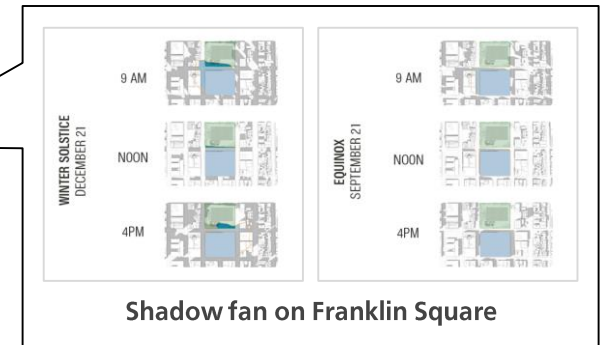 WINTER SOLSTICE
DECEMBER 21
9 AM
NOON
4PM
EQUINOX
SEPTEMBER 21
9 AM
NOON
4PM
Shadow fan on Franklin Square